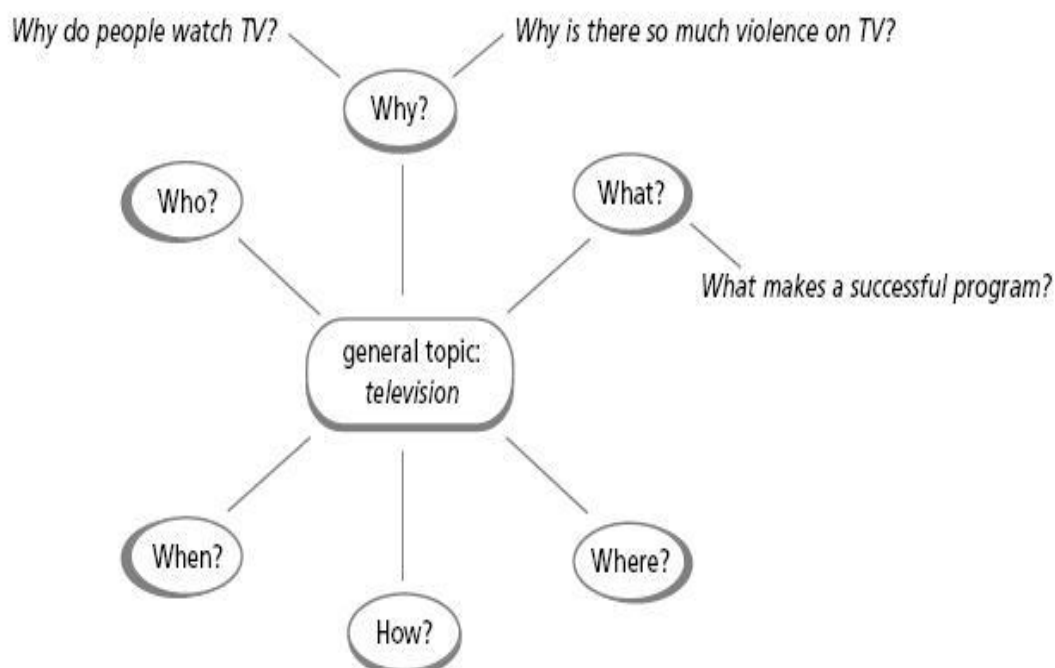 Why do people watch TV?
Why is there so much violence on TV?
Why?
Who?
What?
What makes a successful program?
general topic:
television
When?
Where?
How?